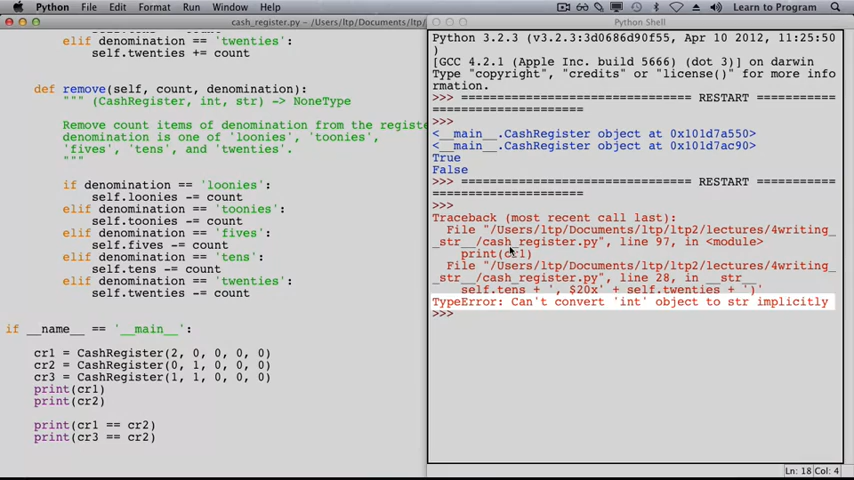 Python File Edit Format Run Options Window Help Learn to Program
cash_register.py - /Users/ltp/Documents/ltp2/
elif denomination == 'twenties':
self.twenties += count
def remove(self, count, denomination):
""" (CashRegister, int, str) -> NoneType
Remove count items of denomination from the registe
denomination is one of 'loonies', 'toonies',
'fives', 'tens', and 'twenties'.
"""
if denomination == 'loonies':
self.loonies -= count
elif denomination == 'toonies':
self.toonies -= count
elif denomination == 'fives':
self.fives -= count
elif denomination == 'tens':
self.tens -= count
elif denomination == 'twenties':
self.twenties -= count
if __name__ == '__main__':
cr1 = CashRegister(2, 0, 0, 0, 0)
cr2 = CashRegister(0, 1, 0, 0, 0)
cr3 = CashRegister(1, 1, 0, 0, 0)
print(cr1)
print(cr2)
print(cr1 == cr2)
print(cr3 == cr2)
Python Shell
Python 3.2.3 (v3.2.3:3d0686d90f55, Apr 10 2012, 11:25:50
)
[GCC 4.2.1 (Apple Inc. build 5666) (dot 3)] on darwin
Type "copyright", "credits" or "license()" for more info
rmation.
>>> ================================ RESTART ===========
=====================
>>>
<__main__.CashRegister object at 0x101d7a550>
<__main__.CashRegister object at 0x101d7ac90>
True
False
>>> ================================ RESTART ===========
=====================
>>>
Traceback (most recent call last):
File "/Users/ltp/Documents/ltp/ltp2/lectures/4writing_
_str__/cash_register.py", line 97, in <module>
print(cr1)
File "/Users/ltp/Documents/ltp/ltp2/lectures/4writing_
_str__/cash_register.py", line 28, in __str__
self.tens + ', $20x' + self.twenties + ')'
TypeError: Can't convert 'int' object to str implicitly
>>>
Ln: 18 Col: 4